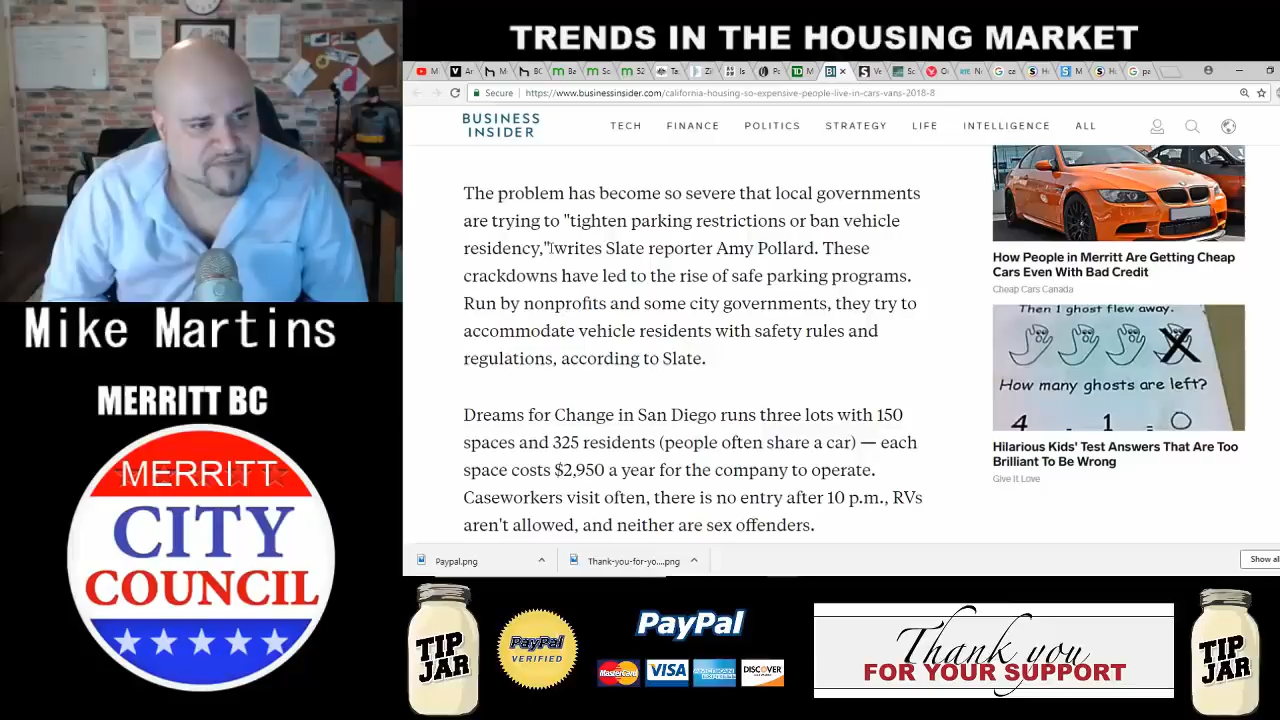 TRENDS IN THE HOUSING MARKET
Secure
https://www.businessinsider.com/california-housing-so-expensive-people-live-in-cars-vans-2018-8
BUSINESS
INSIDER
TECH FINANCE POLITICS STRATEGY LIFE INTELLIGENCE ALL
The problem has become so severe that local governments
are trying to "tighten parking restrictions or ban vehicle
residency," writes Slate reporter Amy Pollard. These
crackdowns have led to the rise of safe parking programs.
Run by nonprofits and some city governments, they try to
accommodate vehicle residents with safety rules and
regulations, according to Slate.
Dreams for Change in San Diego runs three lots with 150
spaces and 325 residents (people often share a car) — each
space costs $2,950 a year for the company to operate.
Caseworkers visit often, there is no entry after 10 p.m., RVs
aren't allowed, and neither are sex offenders.
How People in Merritt Are Getting Cheap
Cars Even With Bad Credit
Cheap Cars Canada
Then 1 ghost flew away.
How many ghosts are left?
4 - 1 = 0
Hilarious Kids' Test Answers That Are Too
Brilliant To Be Wrong
Give It Love
Paypal.png
Thank-you-for-yo....png
Show all
Mike Martins
MERRITT BC
MERRITT
CITY
COUNCIL
TIP
JAR
PayPal
VERIFIED
PayPal
MasterCard
VISA
AMERICAN EXPRESS
DISCOVER
Thank you
FOR YOUR SUPPORT
TIP
JAR